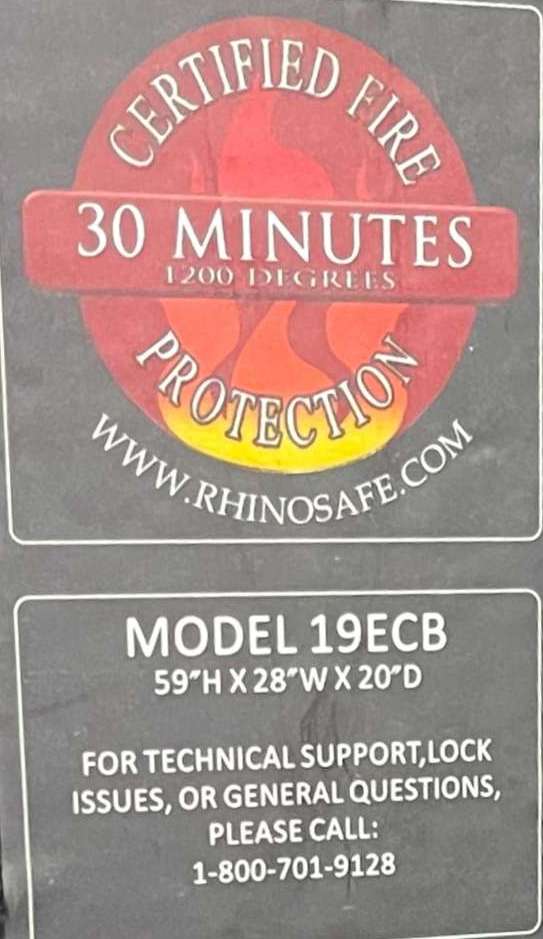 CERTIFIED FIRE
30 MINUTES
1200 DEGREES
PROTECTION
WWW.RHINOSAFE.COM
MODEL 19ECB
59"H X 28"W X 20"D
FOR TECHNICAL SUPPORT,LOCK
ISSUES, OR GENERAL QUESTIONS,
PLEASE CALL:
1-800-701-9128